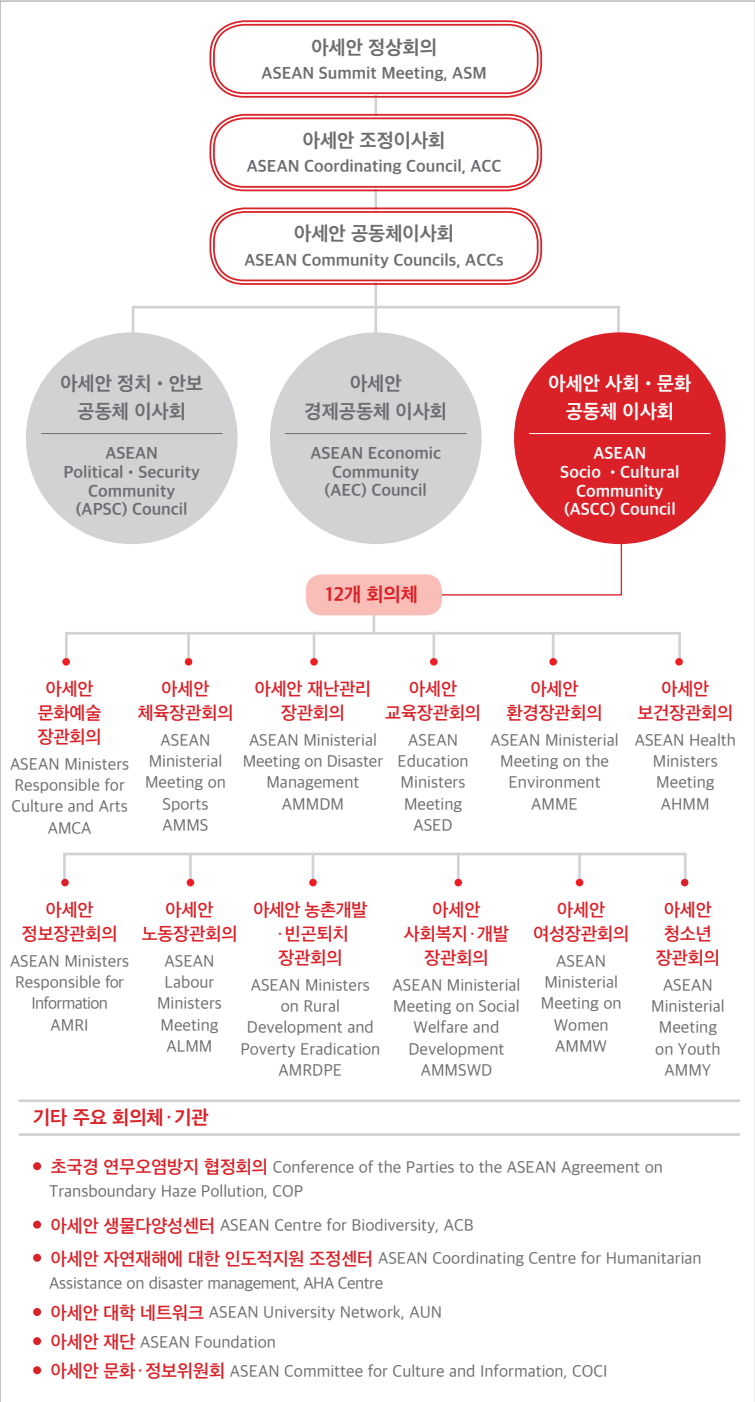 아세안 정상회의
ASEAN Summit Meeting, ASM
아세안 조정이사회
ASEAN Coordinating Council, ACC
아세안 공동체이사회
ASEAN Community Councils, ACCs
아세안 정치·안보
공동체 이사회
ASEAN
Political·Security
Community
(APSC) Council
아세안
경제공동체 이사회
ASEAN Economic
Community
(AEC) Council
아세안 사회·문화
공동체 이사회
ASEAN
Socio ·Cultural
Community
(ASCC) Council
12개 회의체
아세안
문화예술
장관회의
ASEAN Ministers
Responsible for
Culture and Arts
AMCA
아세안
체육장관회의
ASEAN
Ministerial
Meeting on
Sports
AMMS
아세안 재난관리
장관회의
ASEAN Ministerial
Meeting on Disaster
Management
AMMDM
아세안
교육장관회의
ASEAN
Education
Ministers
Meeting
ASED
아세안
환경장관회의
ASEAN Ministerial
Meeting on the
Environment
AMME
아세안
보건장관회의
ASEAN Health
Ministers
Meeting
AHMM
아세안
정보장관회의
ASEAN Ministers
Responsible for
Information
AMRI
아세안
노동장관회의
ASEAN
Labour
Ministers
Meeting
ALMM
아세안 농촌개발
·빈곤퇴치
장관회의
ASEAN Ministers
on Rural
Development and
Poverty Eradication
AMRDPE
아세안
사회복지·개발
장관회의
ASEAN Ministerial
Meeting on Social
Welfare and
Development
AMMSWD
아세안
여성장관회의
ASEAN
Ministerial
Meeting on
Women
AMMW
아세안
청소년
장관회의
ASEAN
Ministerial
Meeting
on Youth
AMMY
기타 주요 회의체·기관
• 초국경 연무오염방지 협정회의 Conference of the Parties to the ASEAN Agreement on
Transboundary Haze Pollution, COP
• 아세안 생물다양성센터 ASEAN Centre for Biodiversity, ACB
• 아세안 자연재해에 대한 인도적지원 조정센터 ASEAN Coordinating Centre for Humanitarian
Assistance on disaster management, AHA Centre
• 아세안 대학 네트워크 ASEAN University Network, AUN
• 아세안 재단 ASEAN Foundation
• 아세안 문화·정보위원회 ASEAN Committee for Culture and Information, COCI